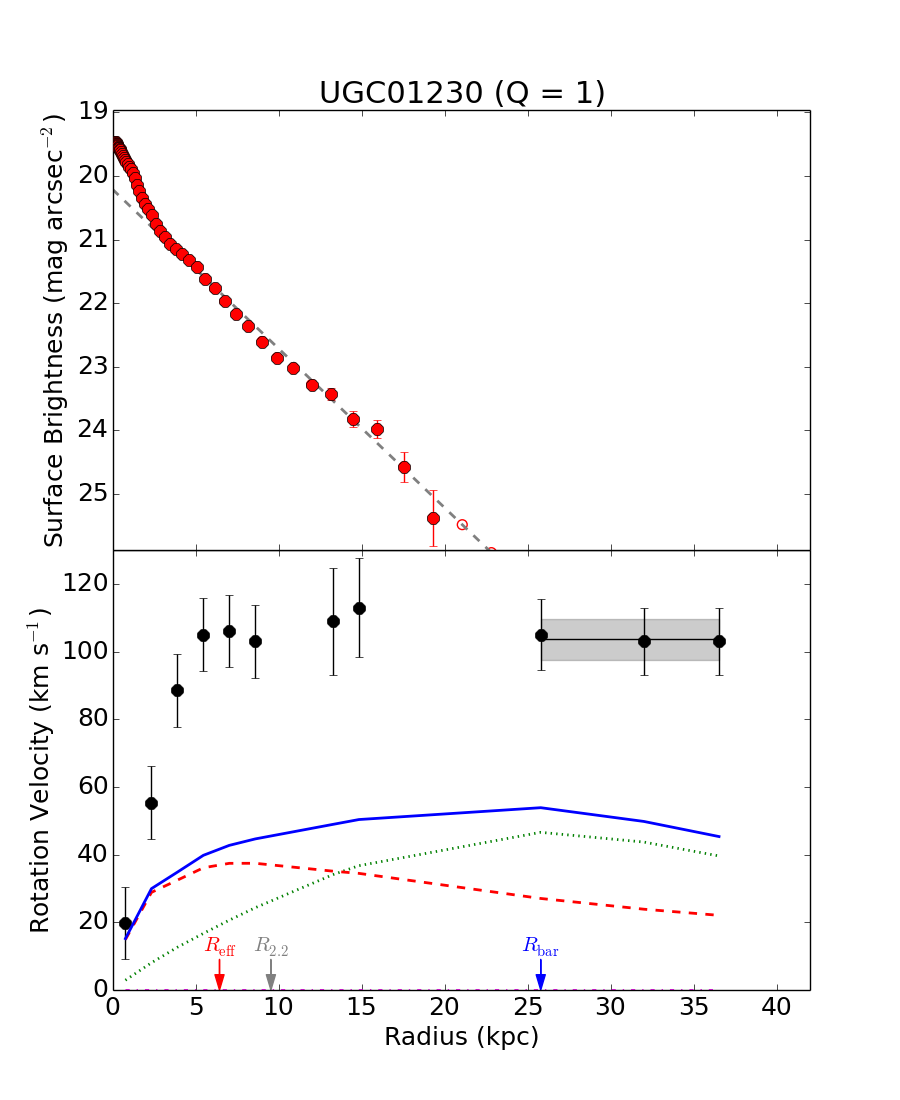 UGC01230 (Q = 1)
19
20
21
22
23
24
25
Surface Brightness (mag arcsec⁻²)
120
100
80
60
40
20
0
Rotation Velocity (km s⁻¹)
R_eff R_2.2 R_bar
0 5 10 15 20 25 30 35 40
Radius (kpc)